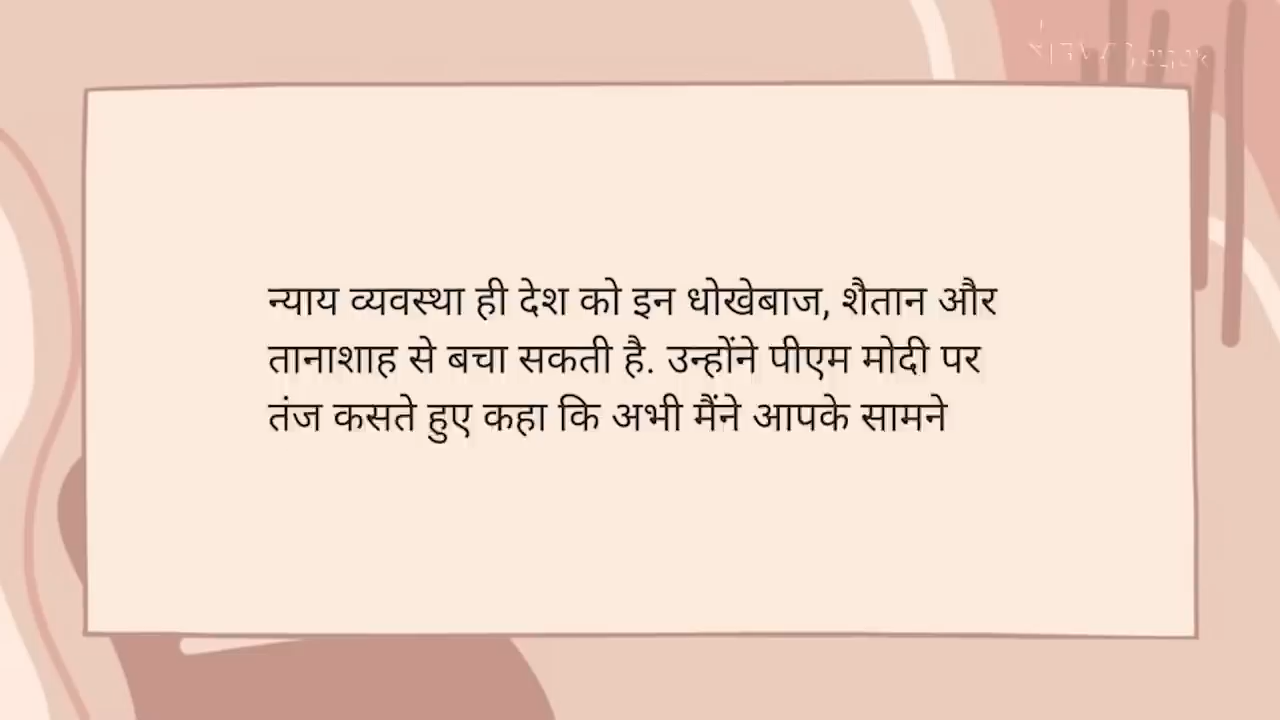 न्याय व्यवस्था ही देश को इन धोखेबाज, शैतान और
तानाशाह से बचा सकती है. उन्होंने पीएम मोदी पर
तंज कसते हुए कहा कि अभी मैंने आपके सामने